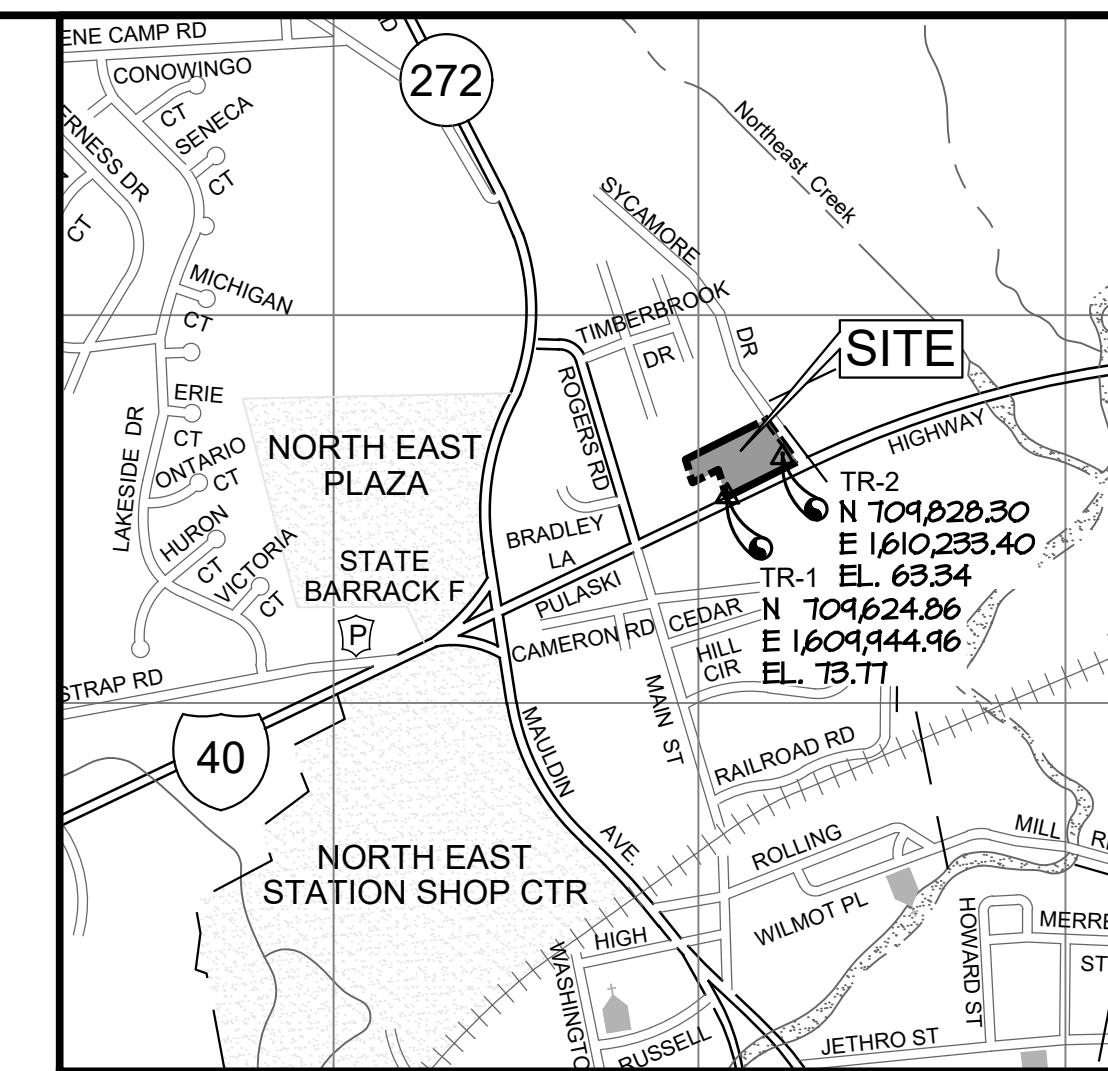 ENE CAMP RD
CONOWINGO
CT
SENECA
CT
ERNESS DR
CT
MICHIGAN
CT
ERIE
CT
ONTARIO
CT
HURON
CT
VICTORIA
CT
LAKESIDE DR
STRAP RD
272
Northeast Creek
SYCAMORE
DR
TIMBERBROOK
DR
ROGERS RD
SITE
HIGHWAY
NORTH EAST
PLAZA
STATE
BARRACK F
P
BRADLEY
LA
PULASKI
CAMERON RD
CEDAR
HILL
CIR
MAIN ST
TR-2
N 709,828.30
E 1,610,233.40
EL. 63.34
TR-1
N 709,624.86
E 1,609,944.96
EL. 73.77
40
MAULDIN
AVE.
RAILROAD RD
NORTH EAST
STATION SHOP CTR
ROLLING
MILL
WILMOT PL
HIGH
WASHINGTO
RUSSELL
HOWARD ST
MERRE
ST
JETHRO ST